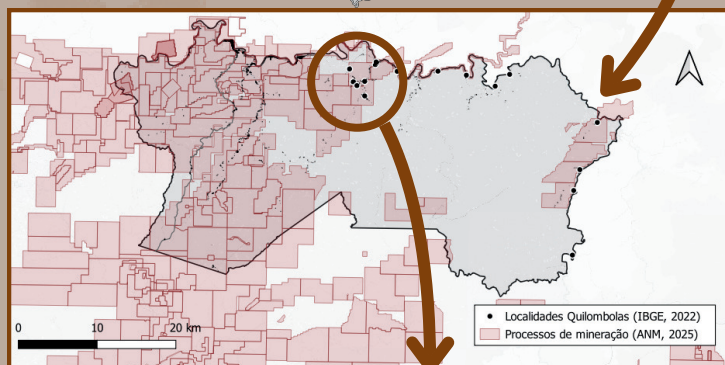 0 10 20 km
Localidades Quilombolas (IBGE, 2022)
Processos de mineração (ANM, 2025)